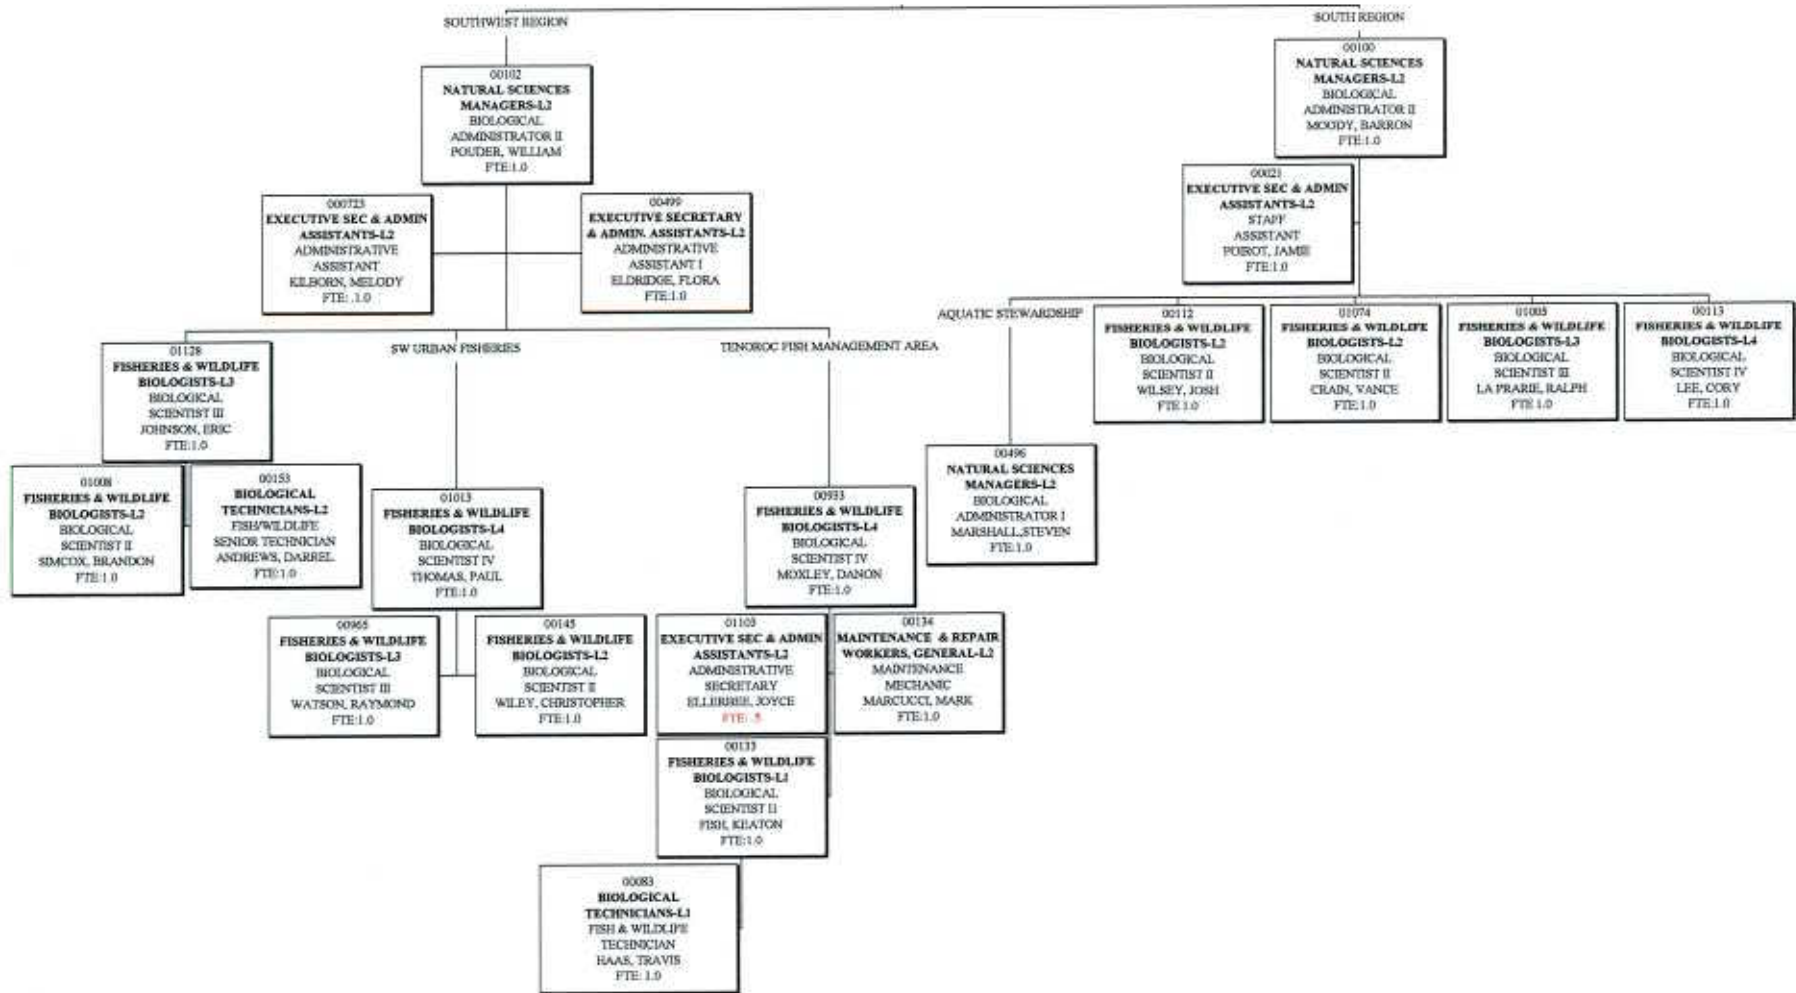 SOUTHWEST REGION
00102
NATURAL SCIENCES
MANAGERS-L2
BIOLOGICAL
ADMINISTRATOR II
POUDER, WILLIAM
FTE:1.0
000723
EXECUTIVE SEC & ADMIN
ASSISTANTS-L2
ADMINISTRATIVE
ASSISTANT
KILBORN, MELODY
FTE: .1.0
00499
EXECUTIVE SECRETARY
& ADMIN. ASSISTANTS-L2
ADMINISTRATIVE
ASSISTANT I
ELDRIDGE, FLORA
FTE:1.0
01128
FISHERIES & WILDLIFE
BIOLOGISTS-L3
BIOLOGICAL
SCIENTIST III
JOHNSON, ERIC
FTE:1.0
01008
FISHERIES & WILDLIFE
BIOLOGISTS-L2
BIOLOGICAL
SCIENTIST II
SIMCOX, BRANDON
FTE:1.0
00153
BIOLOGICAL
TECHNICIANS-L2
FISH/WILDLIFE
SENIOR TECHNICIAN
ANDREWS, DARREL
FTE:1.0
SW URBAN FISHERIES
01013
FISHERIES & WILDLIFE
BIOLOGISTS-L4
BIOLOGICAL
SCIENTIST IV
THOMAS, PAUL
FTE:1.0
00965
FISHERIES & WILDLIFE
BIOLOGISTS-L3
BIOLOGICAL
SCIENTIST III
WATSON, RAYMOND
FTE:1.0
00145
FISHERIES & WILDLIFE
BIOLOGISTS-L2
BIOLOGICAL
SCIENTIST II
WILEY, CHRISTOPHER
FTE:1.0
TENOROC FISH MANAGEMENT AREA
00933
FISHERIES & WILDLIFE
BIOLOGISTS-L4
BIOLOGICAL
SCIENTIST IV
MOXLEY, DANON
FTE:1.0
01103
EXECUTIVE SEC & ADMIN
ASSISTANTS-L2
ADMINISTRATIVE
SECRETARY
ELLERBEE, JOYCE
FTE: .5
00134
MAINTENANCE & REPAIR
WORKERS, GENERAL-L2
MAINTENANCE
MECHANIC
MARCUCCI, MARK
FTE:1.0
00133
FISHERIES & WILDLIFE
BIOLOGISTS-L1
BIOLOGICAL
SCIENTIST II
FISH, KEATON
FTE:1.0
00083
BIOLOGICAL
TECHNICIANS-L1
FISH & WILDLIFE
TECHNICIAN
HAAS, TRAVIS
FTE: 1.0
SOUTH REGION
00100
NATURAL SCIENCES
MANAGERS-L2
BIOLOGICAL
ADMINISTRATOR II
MOODY, BARRON
FTE:1.0
00021
EXECUTIVE SEC & ADMIN
ASSISTANTS-L2
STAFF
ASSISTANT
POIROT, JAMIE
FTE:1.0
AQUATIC STEWARDSHIP
00496
NATURAL SCIENCES
MANAGERS-L2
BIOLOGICAL
ADMINISTRATOR I
MARSHALL,STEVEN
FTE:1.0
00112
FISHERIES & WILDLIFE
BIOLOGISTS-L2
BIOLOGICAL
SCIENTIST II
WILSEY, JOSH
FTE 1.0
01074
FISHERIES & WILDLIFE
BIOLOGISTS-L2
BIOLOGICAL
SCIENTIST II
CRAIN, VANCE
FTE:1.0
01005
FISHERIES & WILDLIFE
BIOLOGISTS-L3
BIOLOGICAL
SCIENTIST III
LA PRARIE, RALPH
FTE 1.0
00113
FISHERIES & WILDLIFE
BIOLOGISTS-L4
BIOLOGICAL
SCIENTIST IV
LEE, CORY
FTE:1.0